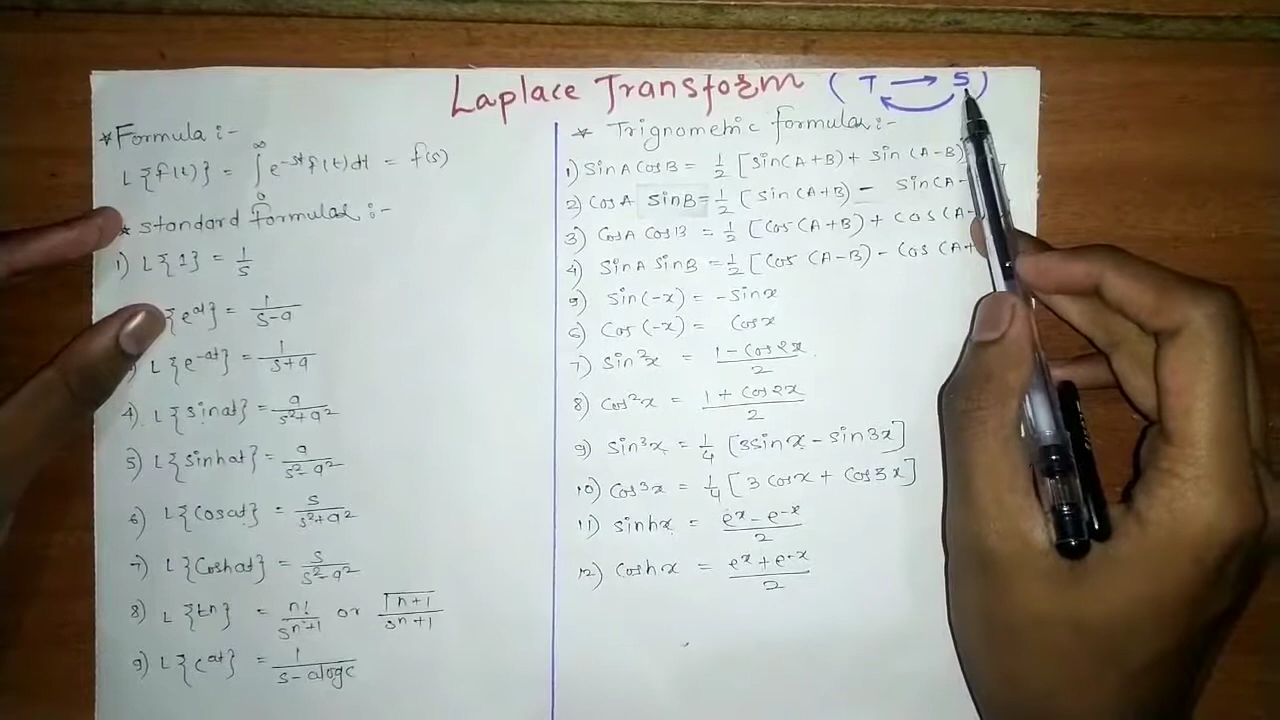 Laplace Transform ( T → S )
* Formula :-
L{f(t)} = ∫₀^∞ e^-st f(t)dt = f(s)
* standard formulas :-
1) L{1} = 1/s
{e^at} = 1/(s-a)
) L{e^-at} = 1/(s+a)
4) L{sinat} = a/(s²+a²)
5) L{sinhat} = a/(s²-a²)
6) L{cosat} = s/(s²+a²)
7) L{coshat} = s/(s²-a²)
8) L{tn} = n!/(s^n+1) or Γn+1/(s^n+1)
9) L{c^at} = 1/(s-alogc)
* Trignometric formulas :-
1) SinA CosB = 1/2 [sin(A+B) + sin(A-B)
2) CosA sinB = 1/2 [sin(A+B) - sin(A-
3) CosA CosB = 1/2 [cos(A+B) + cos(A-
4) SinA SinB = 1/2 [cos(A-B) - cos(A+
5) sin(-x) = -sinx
6) cos(-x) = cosx
7) sin²x = (1-cos2x)/2
8) cos²x = (1+cos2x)/2
9) sin³x = 1/4 [3sinx - sin3x]
10) cos³x = 1/4 [3cosx + cos3x]
11) sinhx = (e^x - e^-x)/2
12) coshx = (e^x + e^-x)/2